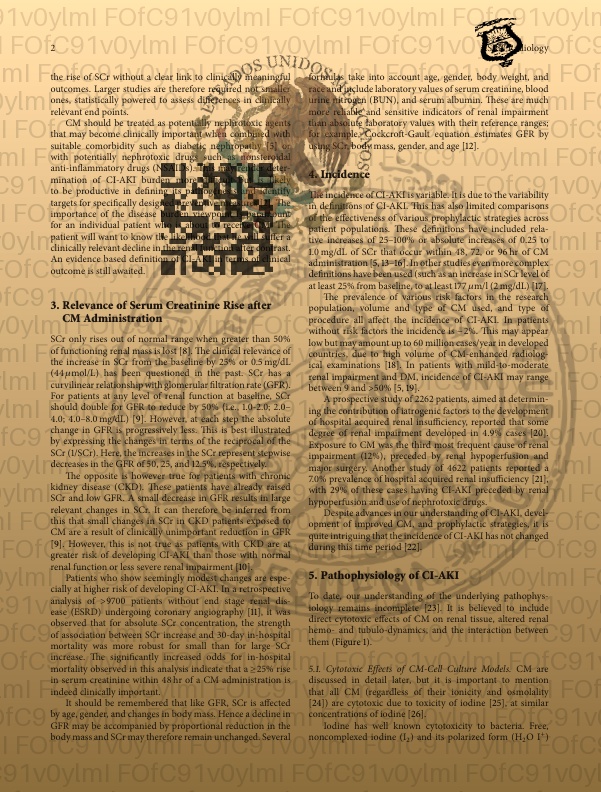 2
the rise of SCr without a clear link to clinically meaningful
outcomes. Larger studies are therefore required not smaller
ones, statistically powered to assess differences in clinically
relevant end points.
CM should be treated as potentially nephrotoxic agents
that may become clinically important when combined with
suitable comorbidity such as diabetic nephropathy [5] or
with potentially nephrotoxic drugs such as nonsteroidal
anti-inflammatory drugs
mination of CI-AKI burden
to be productive in defining its
targets for specifically
importance of the disease burden viewpoint
for an individual patient
patient will want to know the
clinically relevant decline in the
An evidence based definition of CI-AKI in terms of clinical
outcome is still awaited.
3. Relevance of Serum Creatinine Rise after
CM Administration
SCr only rises out of normal range when greater than 50%
of functioning renal mass is lost [8]. The clinical relevance of
the increase in SCr from the baseline by 25% or 0.5 mg/dL
(44 μmol/L) has been questioned in the past. SCr has a
curvilinear relationship with glomerular filtration rate (GFR).
For patients at any level of renal function at baseline, SCr
should double for GFR to reduce by 50% (i.e., 1.0–2.0; 2.0–
4.0; 4.0–8.0 mg/dL) [9]. However, at each step the absolute
change in GFR is progressively less. This is best illustrated
by expressing the changes in terms of the reciprocal of the
SCr (1/SCr). Here, the increases in the SCr represent stepwise
decreases in the GFR of 50, 25, and 12.5%, respectively.
The opposite is however true for patients with chronic
kidney disease (CKD). These patients have already raised
SCr and low GFR. A small decrease in GFR results in large
relevant changes in SCr. It can therefore be inferred from
this that small changes in SCr in CKD patients exposed to
CM are a result of clinically unimportant reduction in GFR
[9]. However, this is not true as patients with CKD are at
greater risk of developing CI-AKI than those with normal
renal function or less severe renal impairment [10].
Patients who show seemingly modest changes are espe-
cially at higher risk of developing CI-AKI. In a retrospective
analysis of >9700 patients without end stage renal dis-
ease (ESRD) undergoing coronary angiography [11], it was
observed that for absolute SCr concentration, the strength
of association between SCr increase and 30-day in-hospital
mortality was more robust for small than for large SCr
increase. The significantly increased odds for in-hospital
mortality observed in this analysis indicate that a ≥25% rise
in serum creatinine within 48 hr of a CM administration is
indeed clinically important.
It should be remembered that like GFR, SCr is affected
by age, gender, and changes in body mass. Hence a decline in
GFR may be accompanied by proportional reduction in the
body mass and SCr may therefore remain unchanged. Several
formulas take into account age, gender, body weight, and
race and include laboratory values of serum creatinine, blood
urine nitrogen (BUN), and serum albumin. These are much
more reliable and sensitive indicators of renal impairment
than absolute laboratory values with their reference ranges;
for example, Cockcroft-Gault equation estimates GFR by
using SCr, body mass, gender, and age [12].
4. Incidence
The incidence of CI-AKI is variable. It is due to the variability
in definitions of CI-AKI. This has also limited comparisons
of the effectiveness of various prophylactic strategies across
patient populations. These definitions have included rela-
tive increases of 25–100% or absolute increases of 0.25 to
1.0 mg/dL of SCr that occur within 48, 72, or 96 hr of CM
administration [5, 13–16]. In other studies even more complex
definitions have been used (such as an increase in SCr level of
at least 25% from baseline, to at least 177 μm/l (2 mg/dL) [17].
The prevalence of various risk factors in the research
population, volume and type of CM used, and type of
procedure all affect the incidence of CI-AKI. In patients
without risk factors the incidence is ~2%. This may appear
low but may amount up to 60 million cases/year in developed
countries, due to high volume of CM-enhanced radiolog-
ical examinations [18]. In patients with mild-to-moderate
renal impairment and DM, incidence of CI-AKI may range
between 9 and >50% [5, 19].
A prospective study of 2262 patients, aimed at determin-
ing the contribution of iatrogenic factors to the development
of hospital acquired renal insufficiency, reported that some
degree of renal impairment developed in 4.9% cases [20].
Exposure to CM was the third most frequent cause of renal
impairment (12%), preceded by renal hypoperfusion and
major surgery. Another study of 4622 patients reported a
7.0% prevalence of hospital acquired renal insufficiency [21],
with 29% of these cases having CI-AKI preceded by renal
hypoperfusion and use of nephrotoxic drugs.
Despite advances in our understanding of CI-AKI, devel-
opment of improved CM, and prophylactic strategies, it is
quite intriguing that the incidence of CI-AKI has not changed
during this time period [22].
5. Pathophysiology of CI-AKI
To date, our understanding of the underlying pathophys-
iology remains incomplete [23]. It is believed to include
direct cytotoxic effects of CM on renal tissue, altered renal
hemo- and tubulo-dynamics, and the interaction between
them (Figure 1).
5.1. Cytotoxic Effects of CM-Cell Culture Models. CM are
discussed in detail later, but it is important to mention
that all CM (regardless of their tonicity and osmolality
[24]) are cytotoxic due to toxicity of iodine [25], at similar
concentrations of iodine [26].
Iodine has well known cytotoxicity to bacteria. Free,
noncomplexed iodine (I₂) and its polarized form (H₂O I⁺)